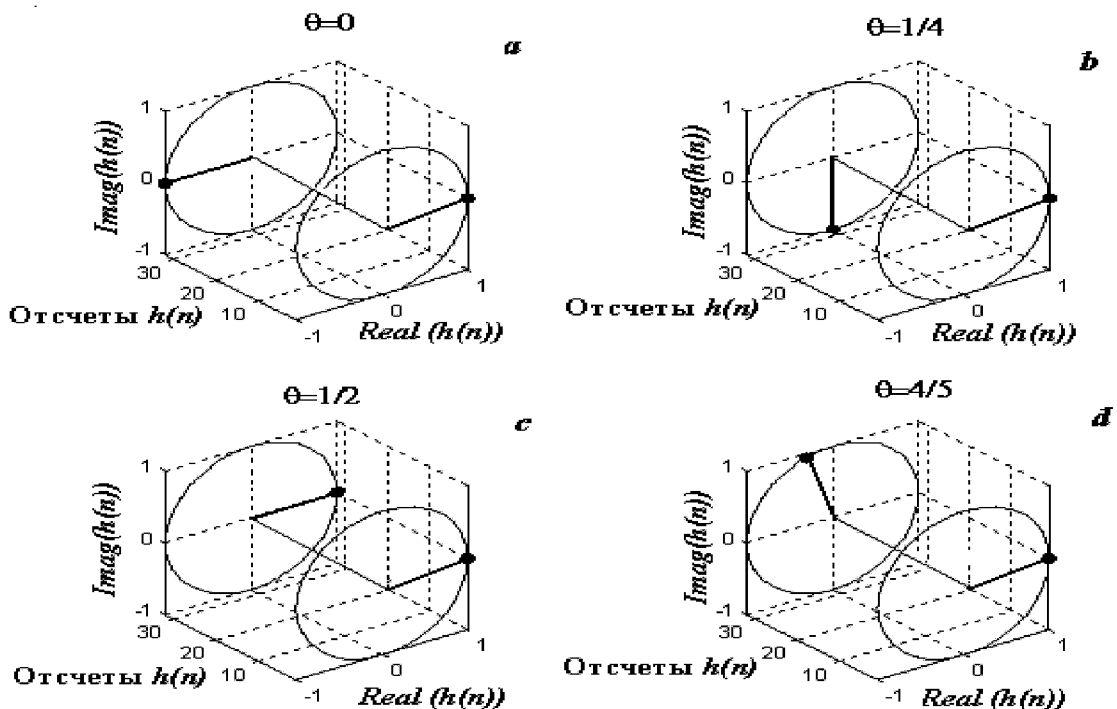 θ=0
a
Imag(h(n))
1
0
-1
30
20
10
Отсчеты h(n)
-1
0
1
Real (h(n))
θ=1/4
b
Imag(h(n))
1
0
-1
30
20
10
Отсчеты h(n)
-1
0
1
Real (h(n))
θ=1/2
c
Imag(h(n))
1
0
-1
30
20
10
Отсчеты h(n)
-1
0
1
Real (h(n))
θ=4/5
d
Imag(h(n))
1
0
-1
30
20
10
Отсчеты h(n)
-1
0
1
Real (h(n))